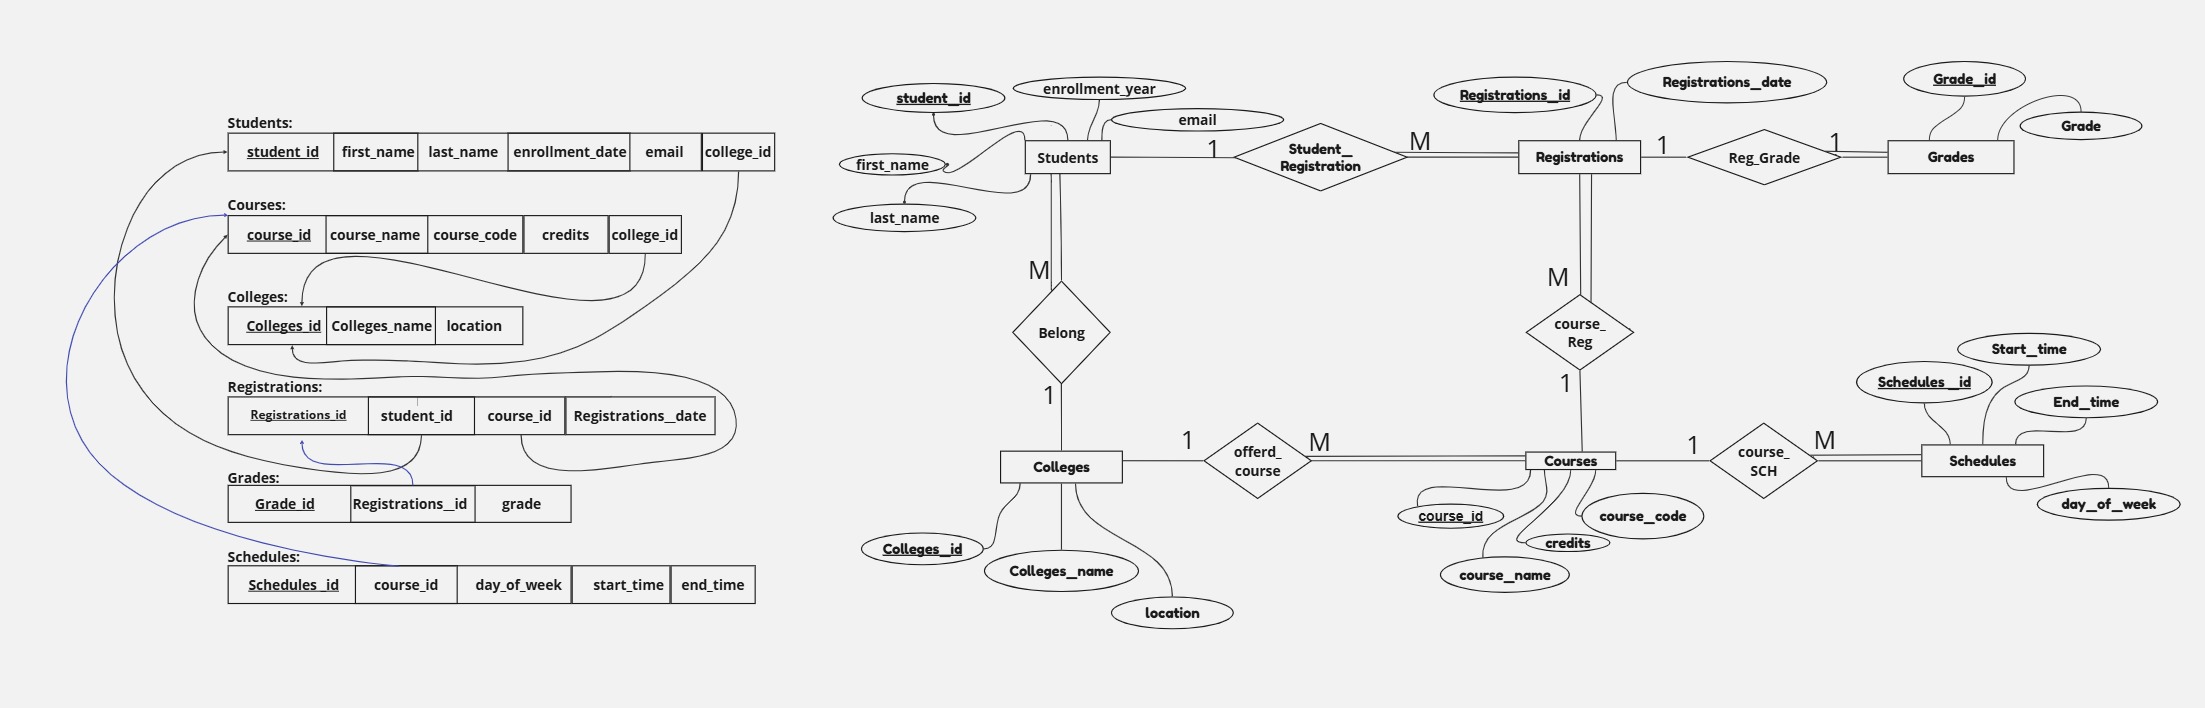 Students:
student_id first_name last_name enrollment_date email college_id
Courses:
course_id course_name course_code credits college_id
Colleges:
Colleges_id Colleges_name location
Registrations:
Registrations_id student_id course_id Registrations_date
Grades:
Grade_id Registrations_id grade
Schedules:
Schedules_id course_id day_of_week start_time end_time
student_id
enrollment_year
email
first_name
last_name
Students
1
Student_
Registration
M
Registrations_id
Registrations_date
Registrations
1
Reg_Grade
1
Grade_id
Grade
Grades
M
Belong
1
M
course_
Reg
1
Colleges
1
offerd_
course
M
Courses
1
course_
SCH
M
Schedules
Schedules_id
Start_time
End_time
day_of_week
Colleges_id
Colleges_name
location
course_id
course_name
credits
course_code